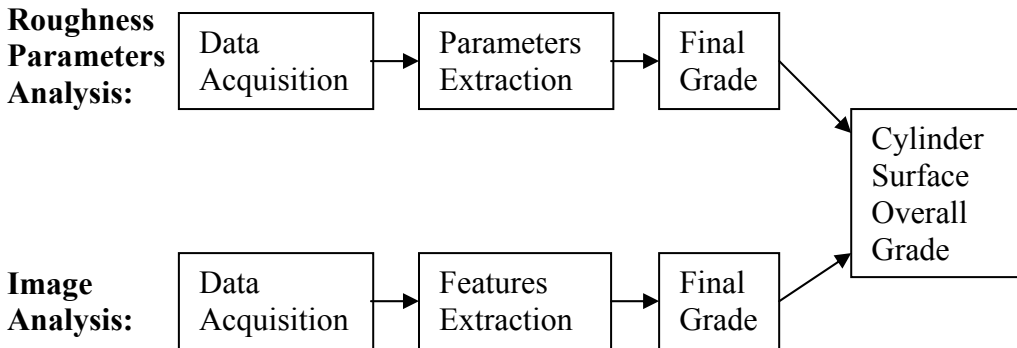 Roughness
Parameters
Analysis:
Data
Acquisition
Parameters
Extraction
Final
Grade
Cylinder
Surface
Overall
Grade
Image
Analysis:
Data
Acquisition
Features
Extraction
Final
Grade